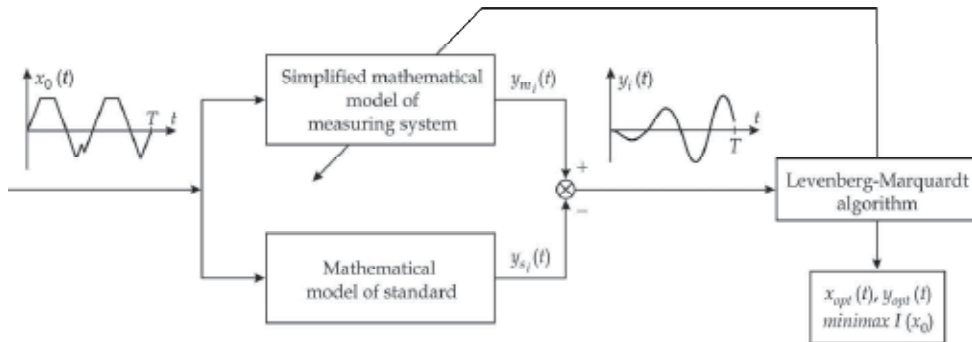 x₀ (t)
T t
Simplified mathematical
model of
measuring system
yₘᵢ(t)
yᵢ(t)
T t
+
−
Levenberg-Marquardt
algorithm
Mathematical
model of standard
yₛᵢ(t)
xₒₚₜ(t), yₒₚₜ(t)
minimax I (x₀)